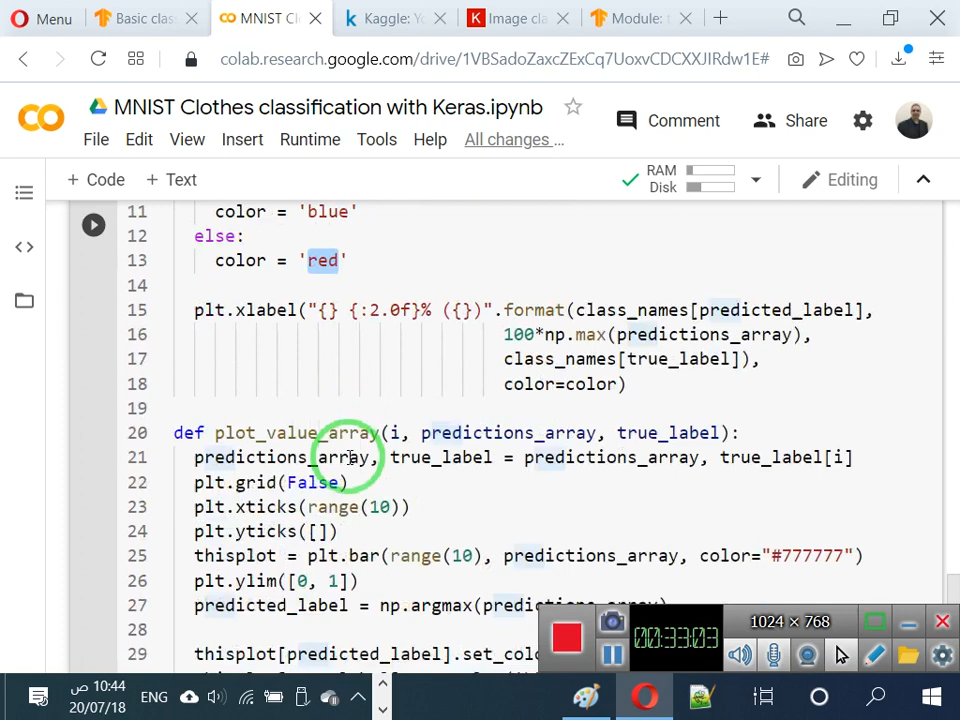 Menu
Basic clas
MNIST Cl
Kaggle: Y
Image cla
Module: t
colab.research.google.com/drive/1VBSadoZaxcZExCq7UoxvCDCXXJIRdw1E#
MNIST Clothes classification with Keras.ipynb
Comment
Share
File Edit View Insert Runtime Tools Help All changes …
+ Code + Text
RAM
Disk
Editing
11 color = 'blue'
12 else:
13 color = 'red'
14
15 plt.xlabel("{} {:2.0f}% ({})".format(class_names[predicted_label],
16 100*np.max(predictions_array),
17 class_names[true_label]),
18 color=color)
19
20 def plot_value_array(i, predictions_array, true_label):
21 predictions_array, true_label = predictions_array, true_label[i]
22 plt.grid(False)
23 plt.xticks(range(10))
24 plt.yticks([])
25 thisplot = plt.bar(range(10), predictions_array, color="#777777")
26 plt.ylim([0, 1])
27 predicted_label = np.argmax(predictions_array)
28
29 thisplot[predicted_label].set_colo
1024 × 768
00:33:03
10:44 ص
20/07/18
ENG